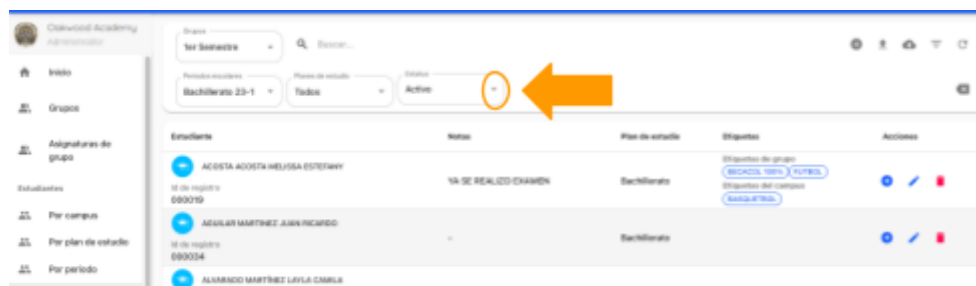 Oakwood Academy
Administrador
Inicio
Grupos
Asignaturas de
grupo
Estudiantes
Por campus
Por plan de estudio
Por periodo
Grupos
1er Semestre
Buscar...
Periodos escolares
Bachillerato 23-1
Planes de estudio
Todos
Estatus
Activo
Estudiante
Notas
Plan de estudio
Etiquetas
Acciones
ACOSTA ACOSTA MELISSA ESTEFANY
Id de registro
000019
YA SE REALIZO EXAMEN
Bachillerato
Etiquetas de grupo
BECACOL 100%
FUTBOL
Etiquetas del campus
BASQUETBOL
AGUILAR MARTINEZ JUAN RICARDO
Id de registro
000034
-
Bachillerato
ALVARADO MARTÍNEZ LAYLA CAMILA